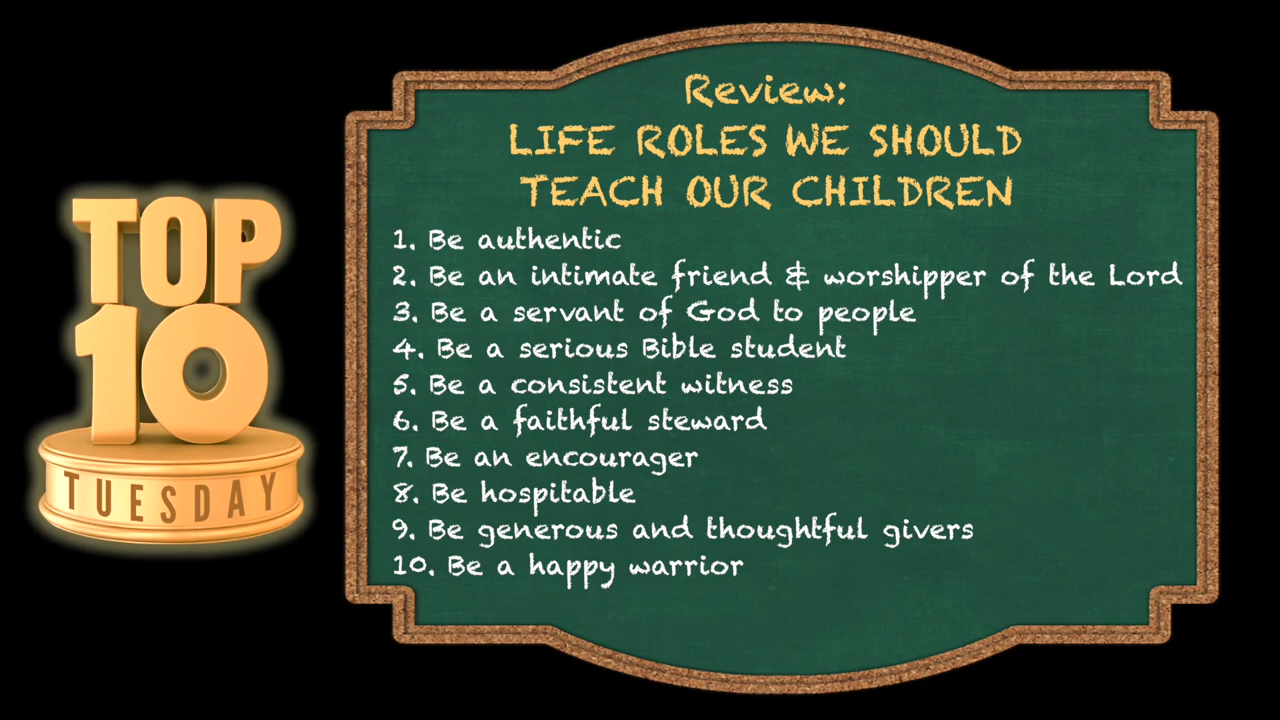 TOP
10
TUESDAY
Review:
LIFE ROLES WE SHOULD
TEACH OUR CHILDREN
1. Be authentic
2. Be an intimate friend & worshipper of the Lord
3. Be a servant of God to people
4. Be a serious Bible student
5. Be a consistent witness
6. Be a faithful steward
7. Be an encourager
8. Be hospitable
9. Be generous and thoughtful givers
10. Be a happy warrior